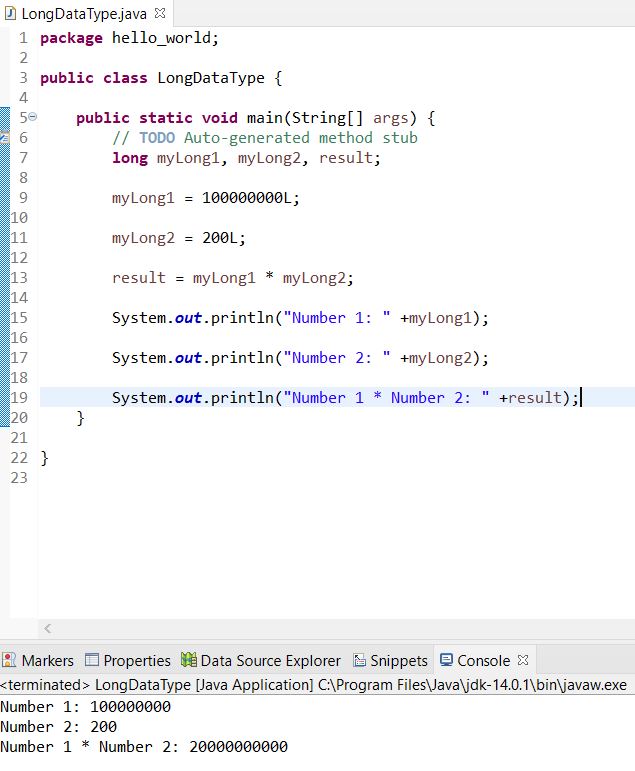 LongDataType.java
1 package hello_world;
2
3 public class LongDataType {
4
5 public static void main(String[] args) {
6 // TODO Auto-generated method stub
7 long myLong1, myLong2, result;
8
9 myLong1 = 100000000L;
10
11 myLong2 = 200L;
12
13 result = myLong1 * myLong2;
14
15 System.out.println("Number 1: " +myLong1);
16
17 System.out.println("Number 2: " +myLong2);
18
19 System.out.println("Number 1 * Number 2: " +result);
20 }
21
22 }
23
Markers Properties Data Source Explorer Snippets Console
<terminated> LongDataType [Java Application] C:\Program Files\Java\jdk-14.0.1\bin\javaw.exe
Number 1: 100000000
Number 2: 200
Number 1 * Number 2: 20000000000